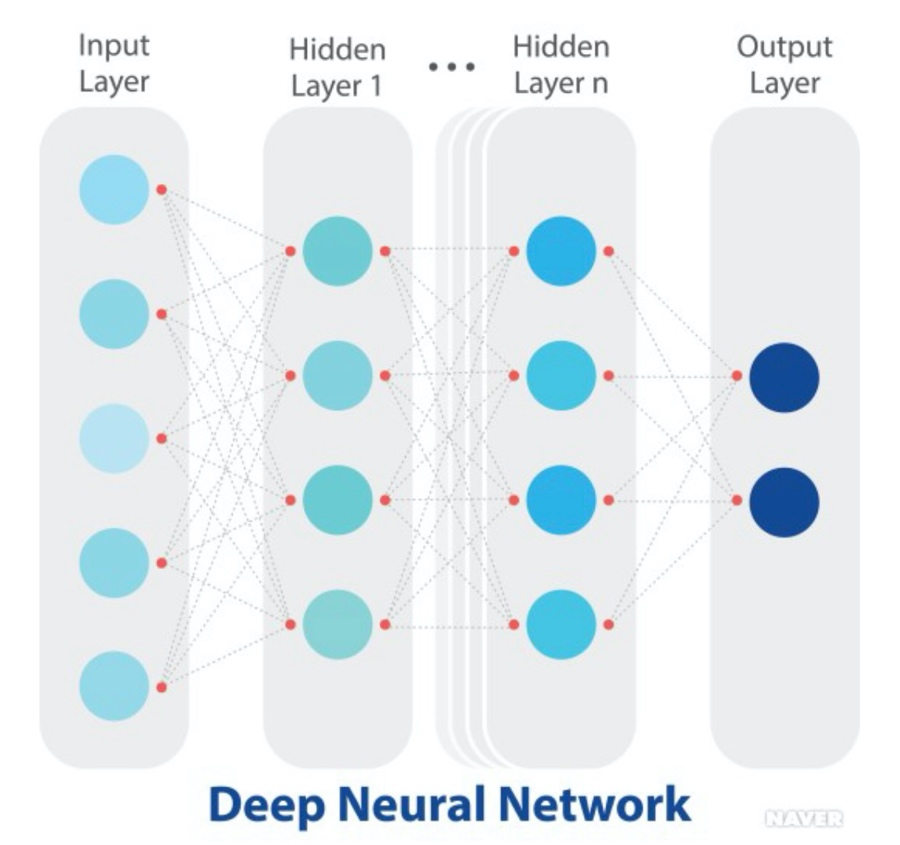 Input
Layer
Hidden
Layer 1
...
Hidden
Layer n
Output
Layer
Deep Neural Network
NAVER